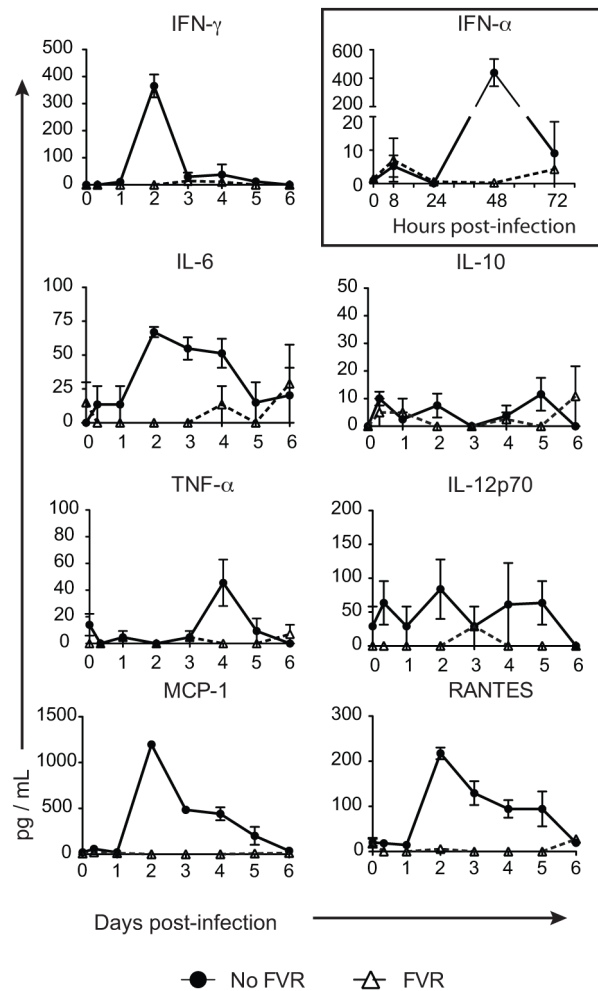 IFN-γ
500
400
300
200
100
0
0 1 2 3 4 5 6
IFN-α
600
400
600
20
10
0
0 8 24 48 72
Hours post-infection
IL-6
100
75
50
25
0
0 1 2 3 4 5 6
IL-10
50
40
30
20
10
0
0 1 2 3 4 5 6
TNF-α
100
80
60
40
20
0
0 1 2 3 4 5 6
IL-12p70
200
150
100
50
0
0 1 2 3 4 5 6
MCP-1
1500
1000
500
0
0 1 2 3 4 5 6
RANTES
300
200
100
0
0 1 2 3 4 5 6
pg / mL
Days post-infection
No FVR FVR